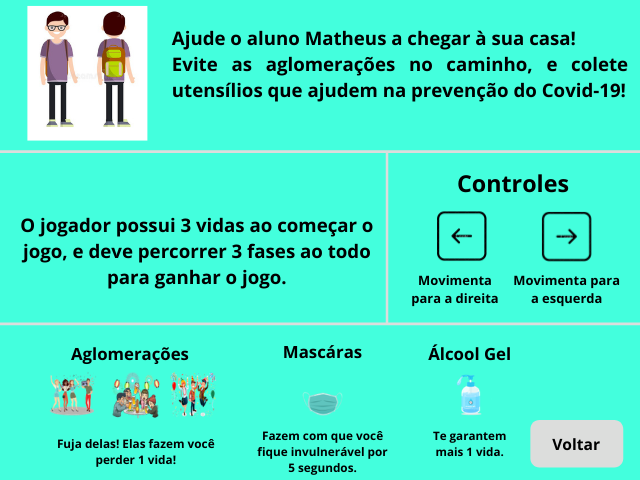 Ajude o aluno Matheus a chegar à sua casa!
Evite as aglomerações no caminho, e colete
utensílios que ajudem na prevenção do Covid-19!
O jogador possui 3 vidas ao começar o
jogo, e deve percorrer 3 fases ao todo
para ganhar o jogo.
Controles
Movimenta
para a direita
Movimenta para
a esquerda
Aglomerações
Fuja delas! Elas fazem você
perder 1 vida!
Mascáras
Fazem com que você
fique invulnerável por
5 segundos.
Álcool Gel
Te garantem
mais 1 vida.
Voltar